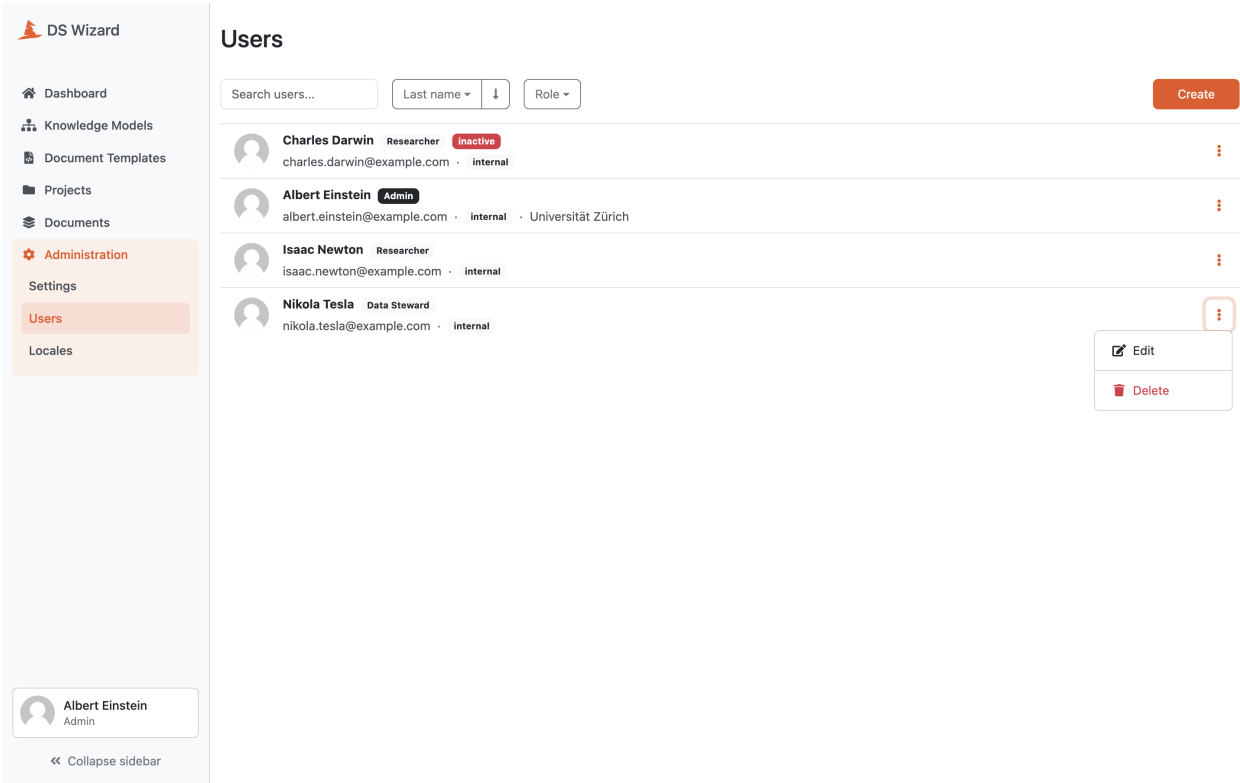 DS Wizard
Dashboard
Knowledge Models
Document Templates
Projects
Documents
Administration
Settings
Users
Locales
Albert Einstein
Admin
Collapse sidebar
Users
Search users...
Last name
Role
Create
Charles Darwin Researcher inactive
charles.darwin@example.com · internal
Albert Einstein Admin
albert.einstein@example.com · internal · Universität Zürich
Isaac Newton Researcher
isaac.newton@example.com · internal
Nikola Tesla Data Steward
nikola.tesla@example.com · internal
Edit
Delete